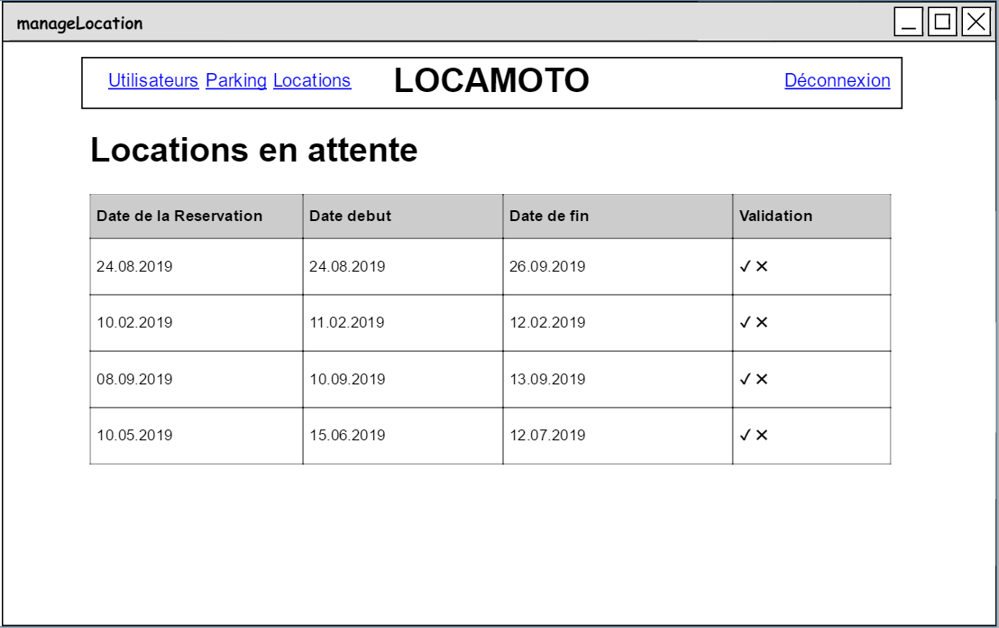 manageLocation
Utilisateurs Parking Locations LOCAMOTO Déconnexion
Locations en attente
Date de la Reservation Date debut Date de fin Validation
24.08.2019 24.08.2019 26.09.2019 ✓ ✕
10.02.2019 11.02.2019 12.02.2019 ✓ ✕
08.09.2019 10.09.2019 13.09.2019 ✓ ✕
10.05.2019 15.06.2019 12.07.2019 ✓ ✕